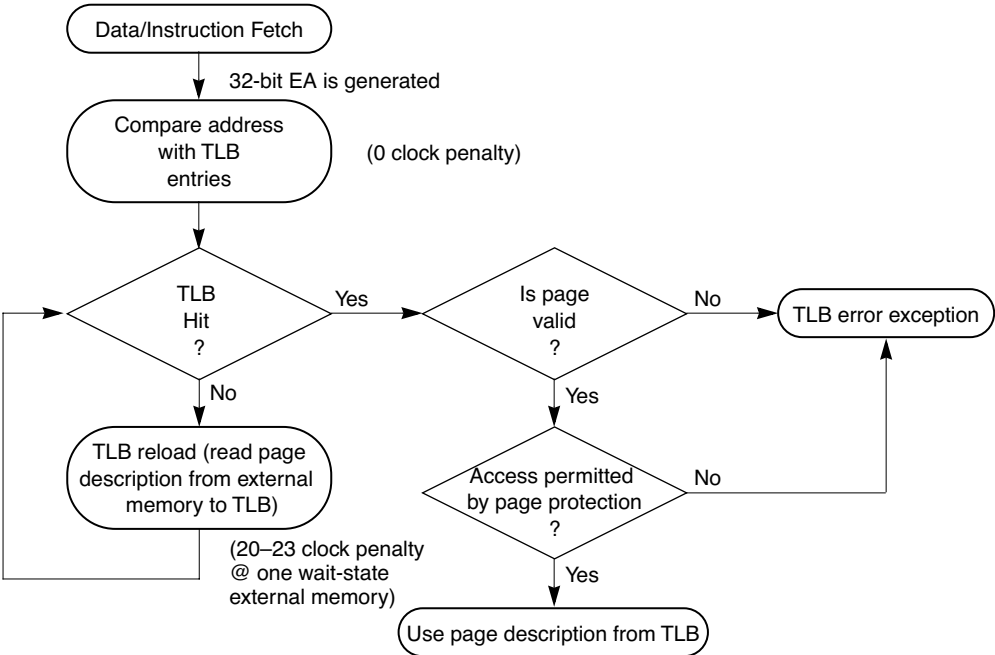 Data/Instruction Fetch
32-bit EA is generated
Compare address
with TLB
entries
(0 clock penalty)
TLB
Hit
?
Yes
Is page
valid
?
No
TLB error exception
No
Yes
TLB reload (read page
description from external
memory to TLB)
Access permitted
by page protection
?
No
(20–23 clock penalty
@ one wait-state
external memory)
Yes
Use page description from TLB